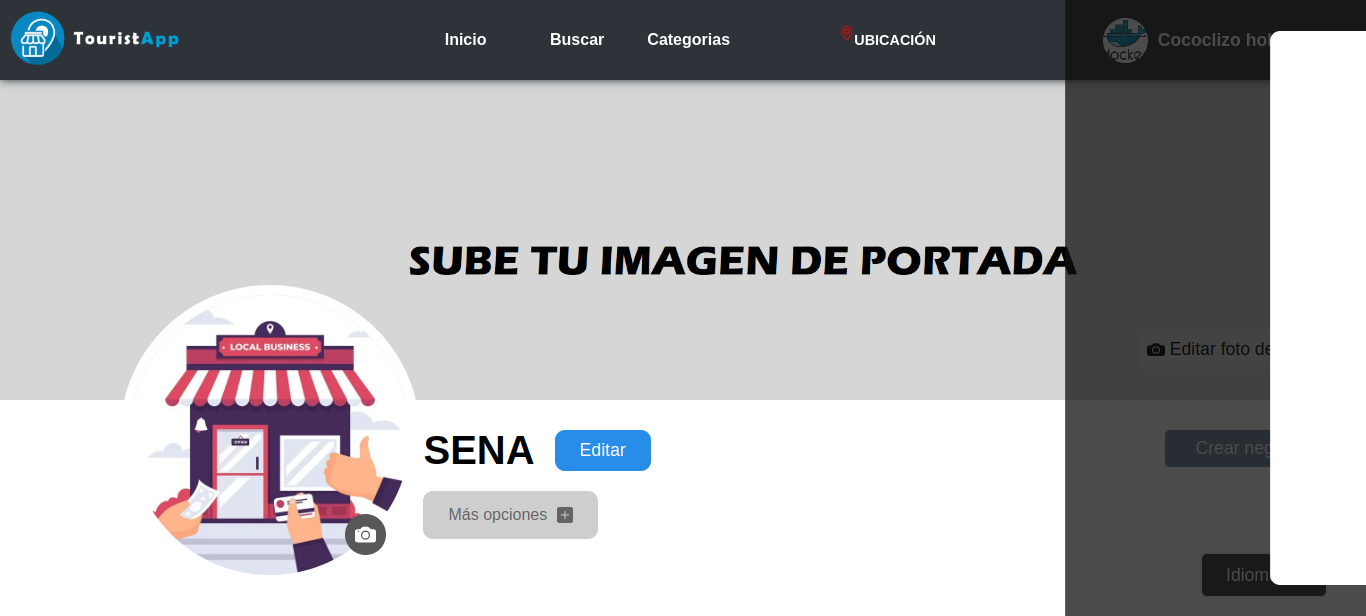 TouristApp
Inicio
Buscar
Categorias
UBICACIÓN
Cococlizo
SUBE TU IMAGEN DE PORTADA
LOCAL BUSINESS
OPEN
Editar foto de
SENA
Editar
Crear neg
Más opciones
Idiom